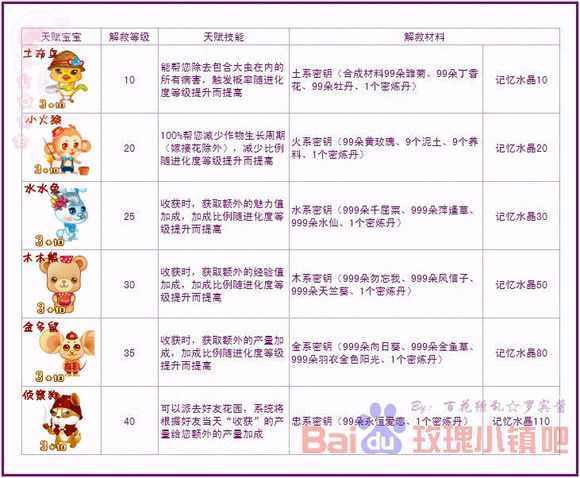 天赋宝宝 解救等级 天赋技能 解救材料
土拨鸟
3+10
10
能帮您除去包含大虫在内的
所有病害，触发概率随进化
度等级提升而提高
土系密钥（合成材料99朵雏菊、99朵丁香
花、99朵牡丹、1个密炼丹）
记忆水晶10
小火猴
3+10
20
100%帮您减少作物生长周期
（嫁接花除外），减少比例
随进化度等级提升而提高
火系密钥（99朵黄玫瑰、9个泥土、9个养
料、1个密炼丹）
记忆水晶20
水水兔
3+10
25
收获时，获取额外的魅力值
加成，加成比例随进化度等
级提升而提高
水系密钥（999朵千屈菜、999朵萍逢草、
999朵水仙、1个密炼丹）
记忆水晶30
木木熊
3+10
30
收获时，获取额外的经验值
加成，加成比例随进化度等
级提升而提高
木系密钥（999朵勿忘我、999朵风信子、
999朵天竺葵、1个密炼丹）
记忆水晶50
金多鼠
3+10
35
收获时，获取额外的产量加
成，加成比例随进化度等级
提升而提高
金系密钥（999朵向日葵、999朵金鱼草、
999朵羽衣金色阳光、1个密炼丹）
记忆水晶80
侦察狗
3+10
40
可以派去好友花园，系统将
根据好友当天“收获”的产
量给您额外的产量加成
忠系密钥（99朵永恒爱恋、1个密炼丹）
记忆水晶110
By：百花缭乱☆罗宾酱
Bai du 玫瑰小镇吧